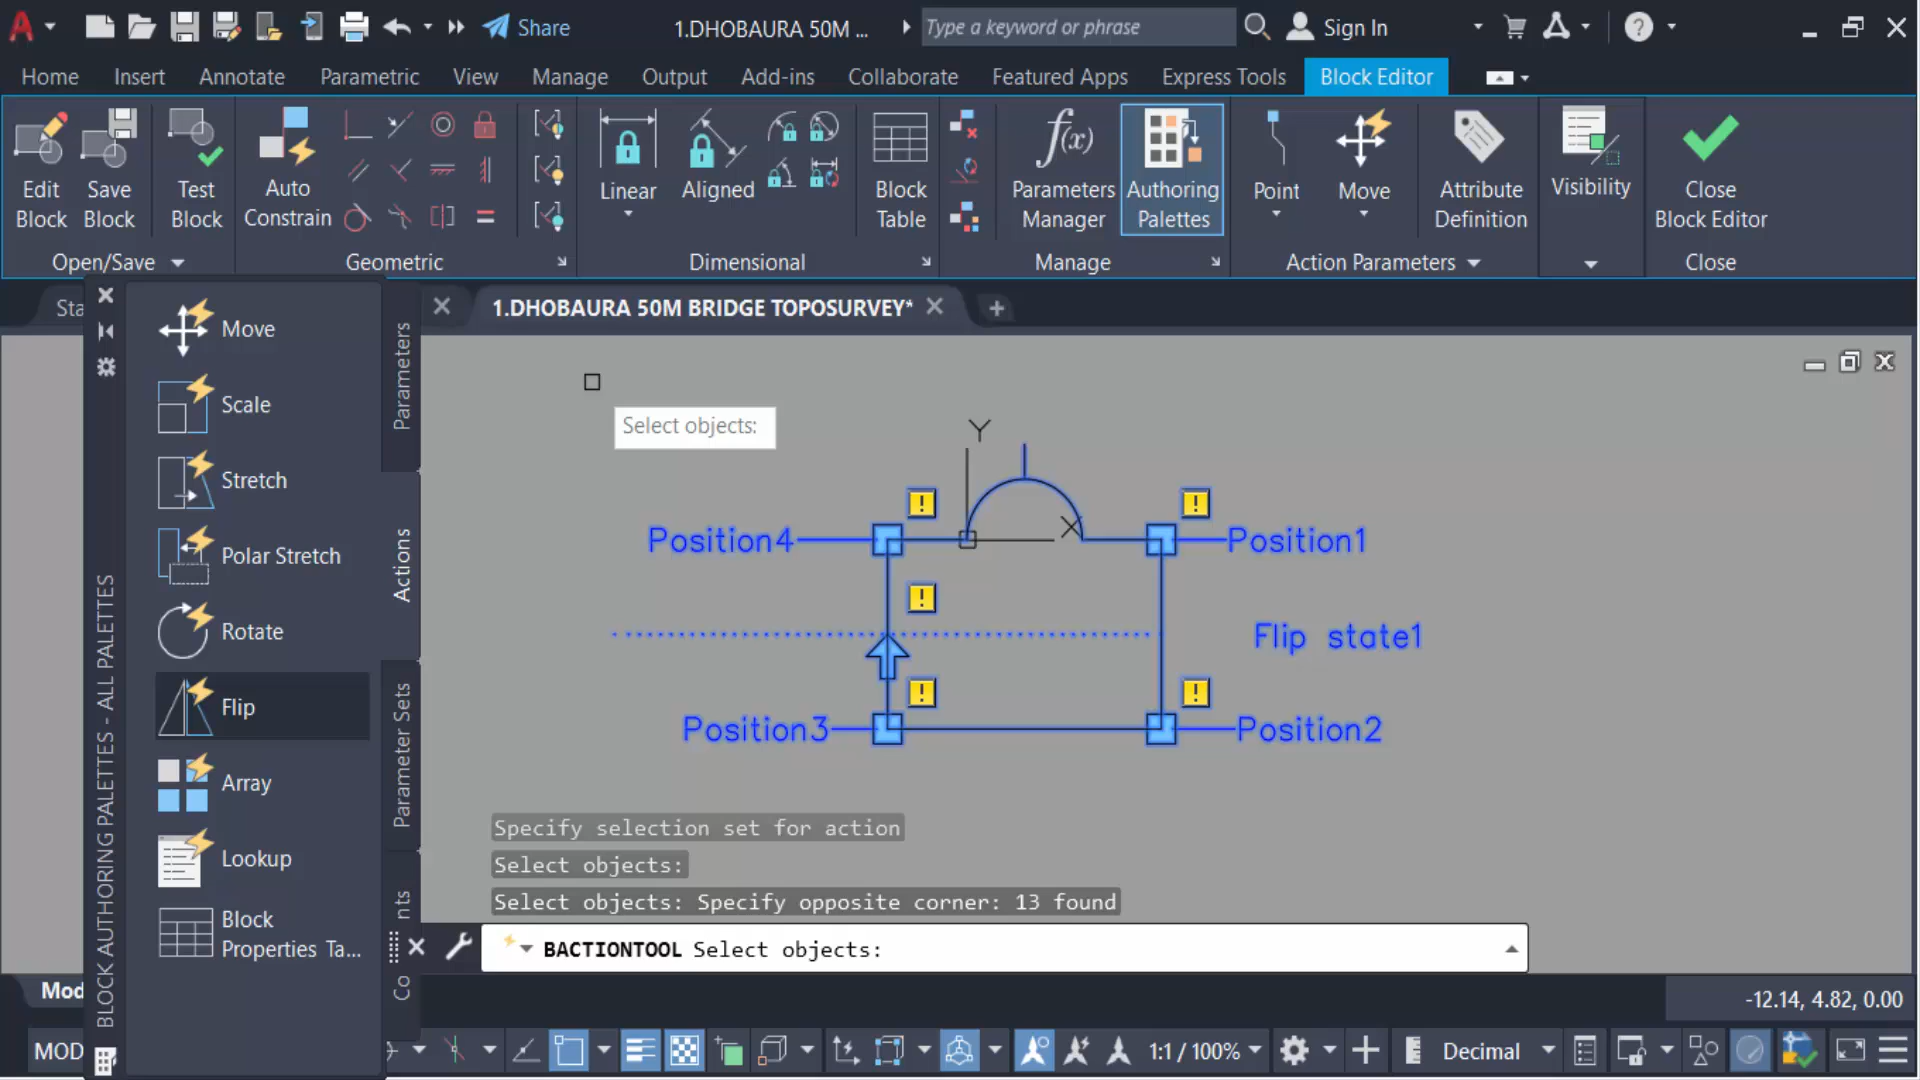 Share
1.DHOBAURA 50M ...
Type a keyword or phrase
Sign In
Home
Insert
Annotate
Parametric
View
Manage
Output
Add-ins
Collaborate
Featured Apps
Express Tools
Block Editor
Edit
Block
Save
Block
Test
Block
Auto
Constrain
Linear
Aligned
Block
Table
f(x)
Parameters
Manager
Authoring
Palettes
Point
Move
Attribute
Definition
Visibility
Close
Block Editor
Open/Save
Geometric
Dimensional
Manage
Action Parameters
Close
Sta
1.DHOBAURA 50M BRIDGE TOPOSURVEY*
Move
Scale
Stretch
Polar Stretch
Rotate
Flip
Array
Lookup
Block
Properties Ta...
Parameters
Actions
Parameter Sets
Co
nts
BLOCK AUTHORING PALETTES - ALL PALETTES
Select objects:
Y
X
Position4
Position1
Flip state1
Position3
Position2
Specify selection set for action
Select objects:
Select objects: Specify opposite corner: 13 found
BACTIONTOOL Select objects:
Mod
-12.14, 4.82, 0.00
MOD
1:1 / 100%
Decimal